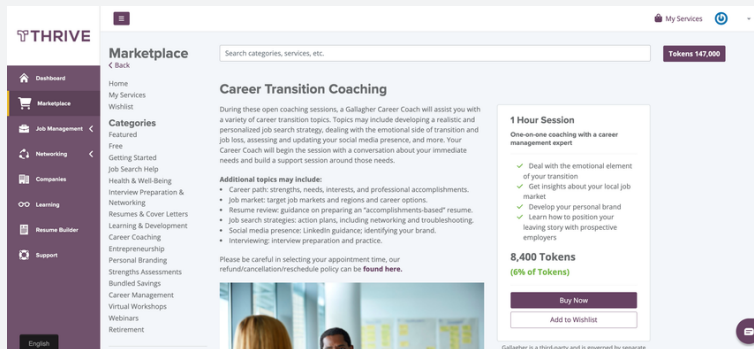 THRIVE
My Services
Dashboard
Marketplace
Job Management
Networking
Companies
Learning
Resume Builder
Support
English
Marketplace
Back
Home
My Services
Wishlist
Categories
Featured
Free
Getting Started
Job Search Help
Health & Well-Being
Interview Preparation &
Networking
Resumes & Cover Letters
Learning & Development
Career Coaching
Entrepreneurship
Personal Branding
Strengths Assessments
Bundled Savings
Career Management
Virtual Workshops
Webinars
Retirement
Search categories, services, etc.
Tokens 147,000
Career Transition Coaching
During these open coaching sessions, a Gallagher Career Coach will assist you with
a variety of career transition topics. Topics may include developing a realistic and
personalized job search strategy, dealing with the emotional side of transition and
job loss, assessing and updating your social media presence, and more. Your
Career Coach will begin the session with a conversation about your immediate
needs and build a support session around those needs.
Additional topics may include:
• Career path: strengths, needs, interests, and professional accomplishments.
• Job market: target job markets and regions and career options.
• Resume review: guidance on preparing an "accomplishments-based" resume.
• Job search strategies: action plans, including networking and troubleshooting.
• Social media presence: LinkedIn guidance; identifying your brand.
• Interviewing: interview preparation and practice.
Please be careful in selecting your appointment time, our
refund/cancellation/reschedule policy can be found here.
1 Hour Session
One-on-one coaching with a career
management expert
Deal with the emotional element
of your transition
Get insights about your local job
market
Develop your personal brand
Learn how to position your
leaving story with prospective
employers
8,400 Tokens
(6% of Tokens)
Buy Now
Add to Wishlist
Gallagher is a third-party and is governed by separate